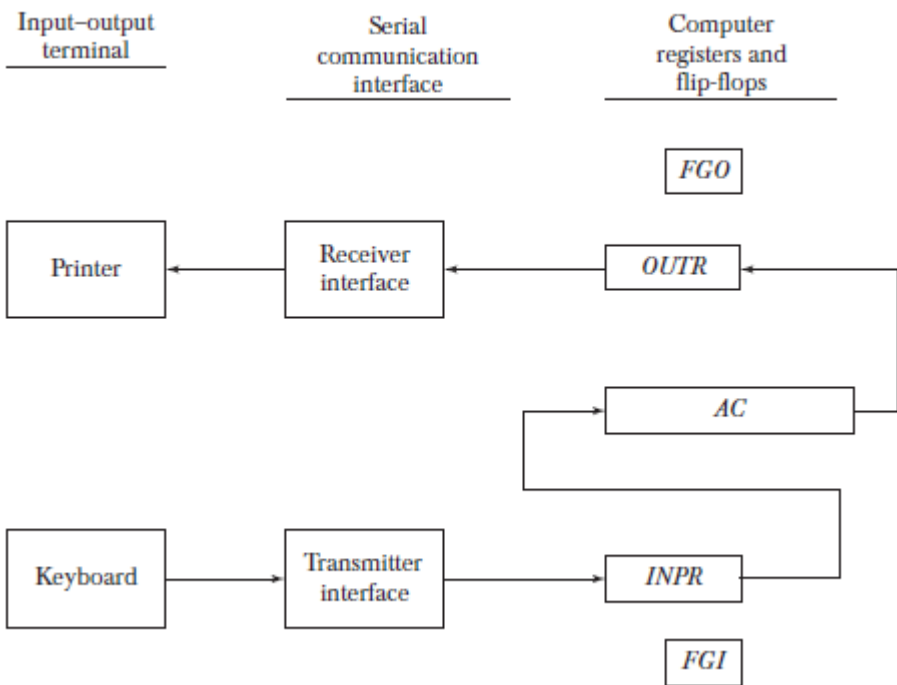 Input–output
terminal
Serial
communication
interface
Computer
registers and
flip-flops
FGO
Printer
Receiver
interface
OUTR
AC
Keyboard
Transmitter
interface
INPR
FGI